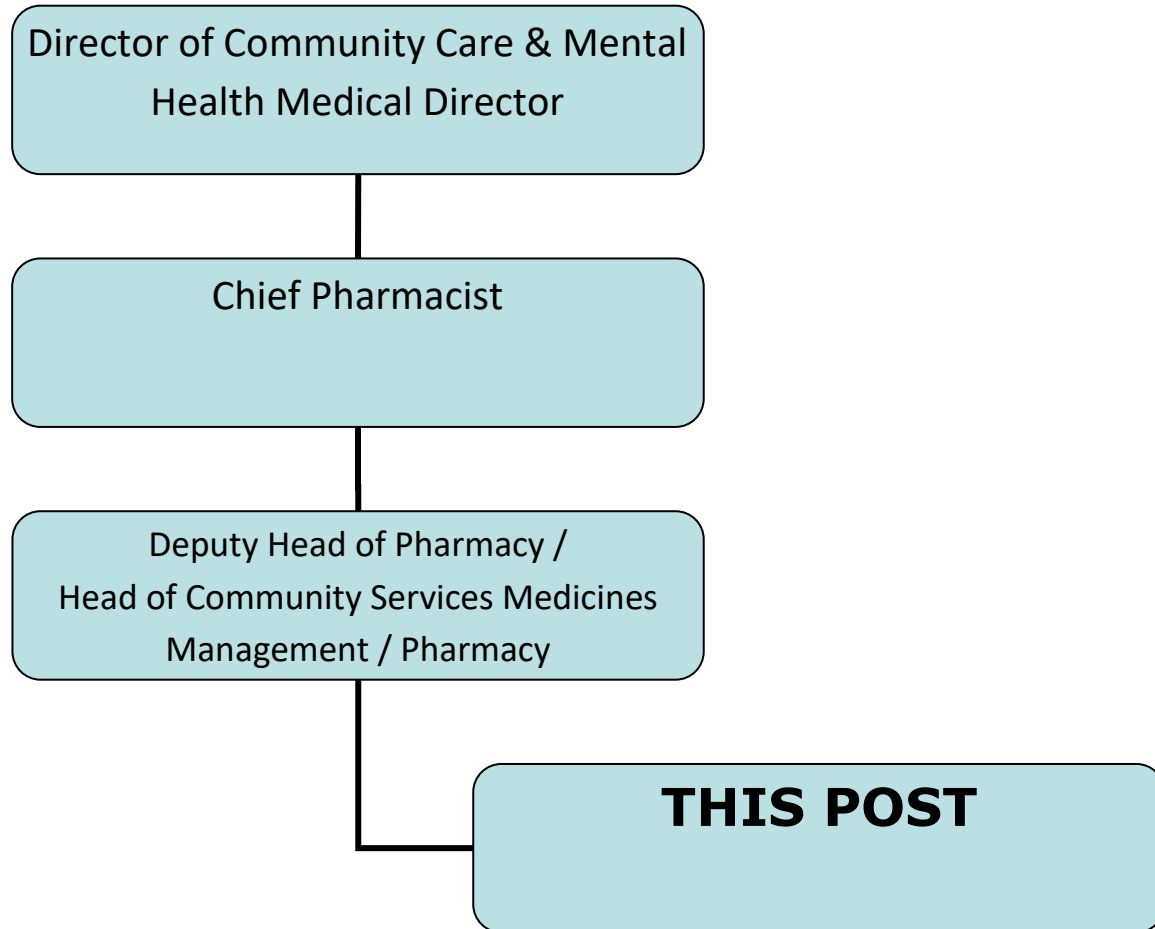 Director of Community Care & Mental
Health Medical Director
Chief Pharmacist
Deputy Head of Pharmacy /
Head of Community Services Medicines
Management / Pharmacy
THIS POST